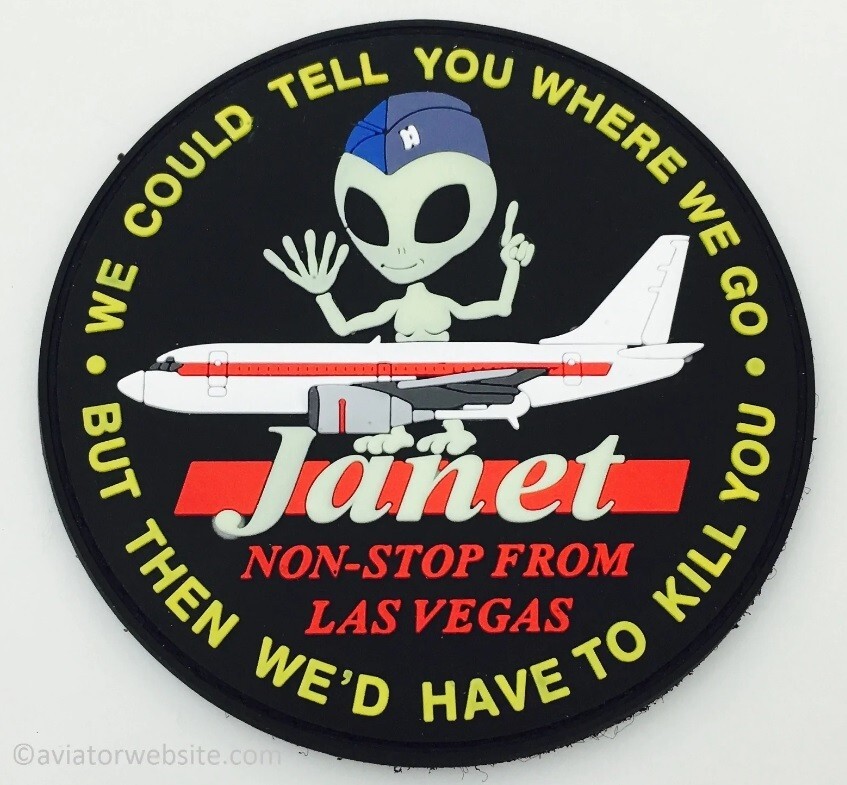 WE COULD TELL YOU WHERE WE GO
Janet
NON-STOP FROM
LAS VEGAS
• BUT THEN WE'D HAVE TO KILL YOU •
©aviatorwebsite.com